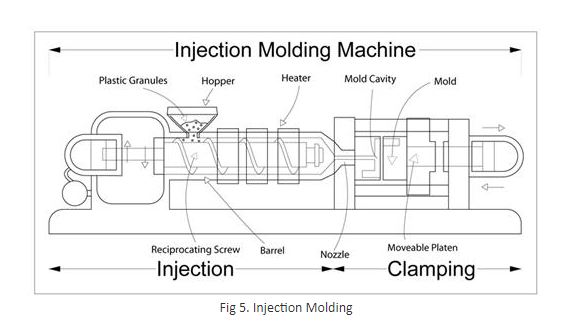 Injection Molding Machine
Plastic Granules
Hopper
Heater
Mold Cavity
Mold
Reciprocating Screw
Barrel
Nozzle
Moveable Platen
Injection
Clamping
Fig 5. Injection Molding